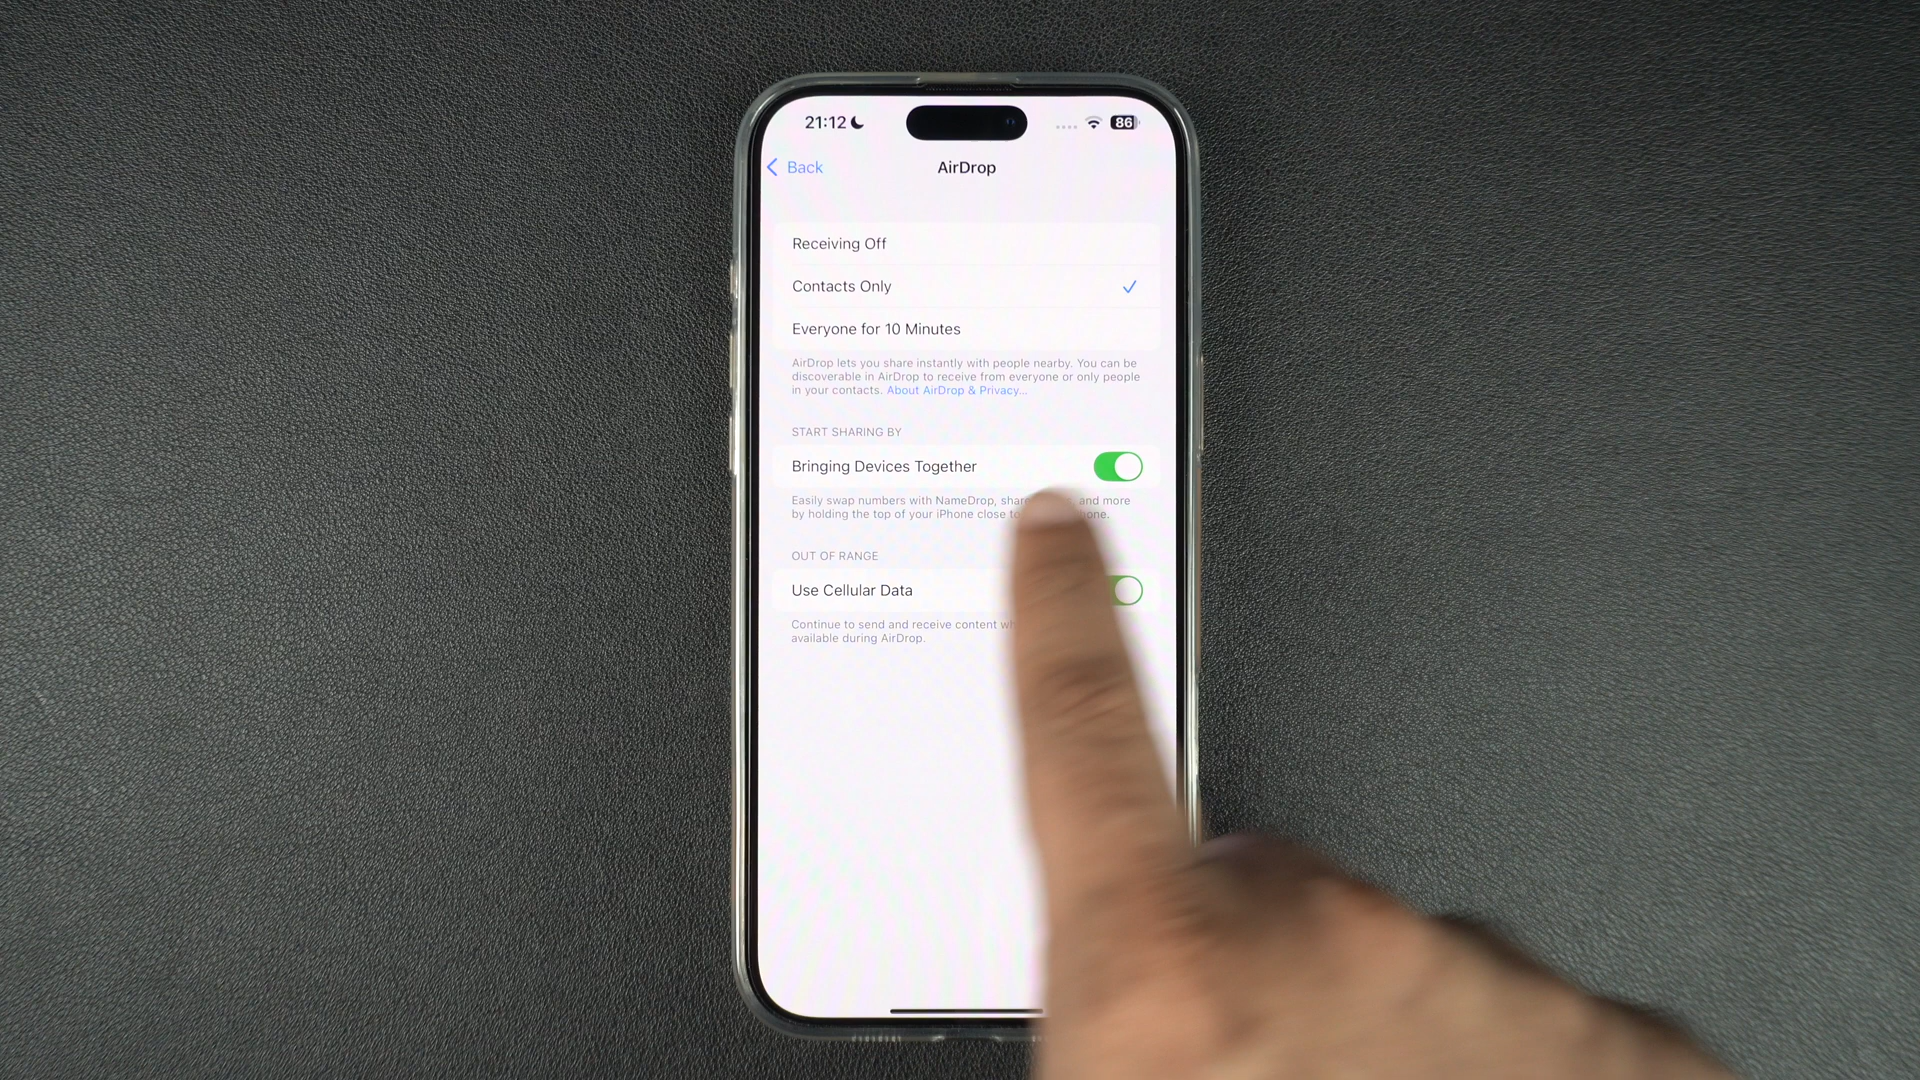 21:12
86
Back
AirDrop
Receiving Off
Contacts Only
Everyone for 10 Minutes
AirDrop lets you share instantly with people nearby. You can be
discoverable in AirDrop to receive from everyone or only people
in your contacts. About AirDrop & Privacy...
START SHARING BY
Bringing Devices Together
Easily swap numbers with NameDrop, and more
by holding the top of your iPhone close
OUT OF RANGE
Use Cellular Data
Continue to send and receive content
available during AirDrop.